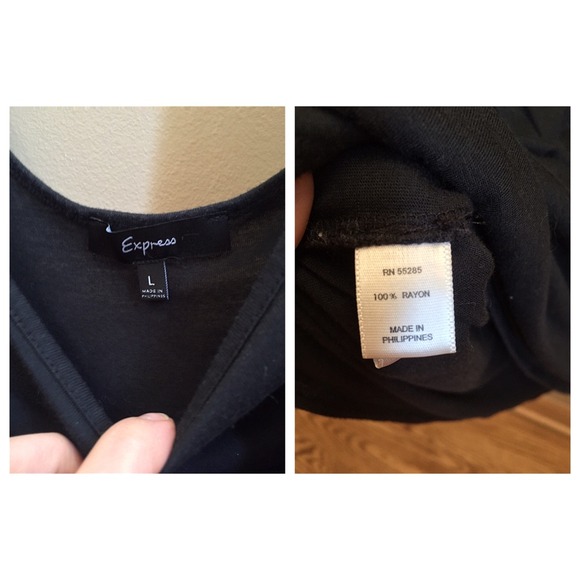 Express
L
MADE IN
PHILIPPINES
RN 55285
100% RAYON
MADE IN
PHILIPPINES